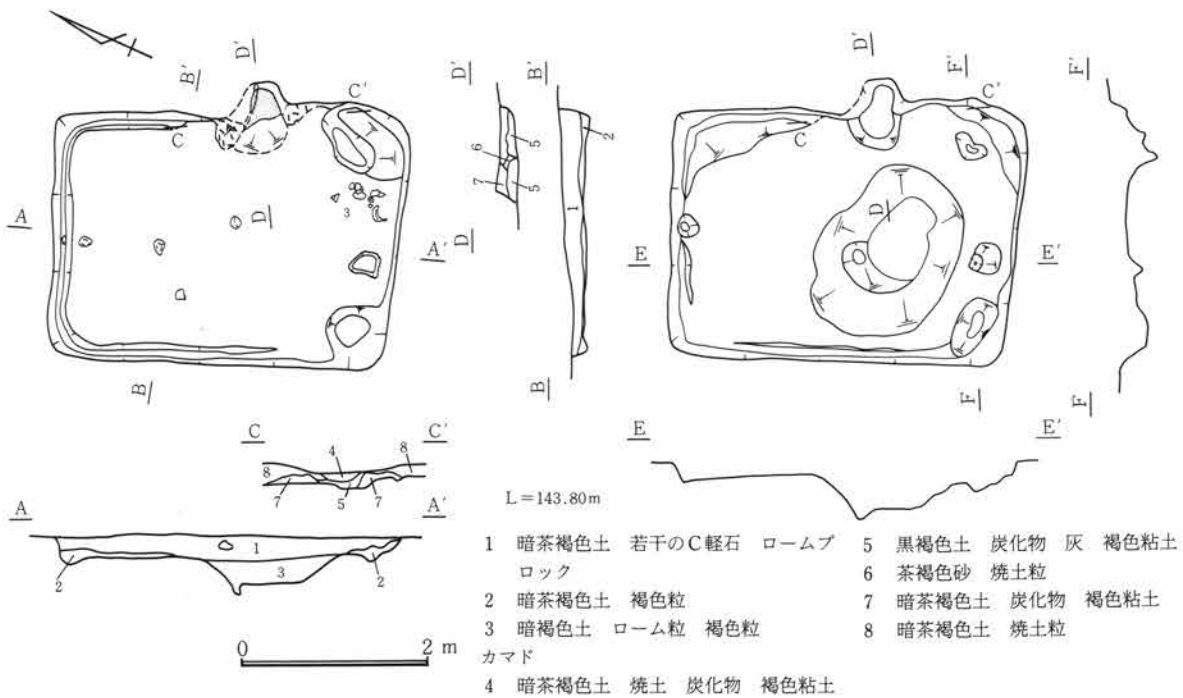 D′
B′
C′
C
D
3
A
A′
B
D′
B′
2
6
5
7
5
1
D
B
D′
F′
C′
C
D
E
E′
F
F′
F
C
C′
4
8
8
7
5
7
A
A′
1
2
3
2
0 2 m
E
E′
L=143.80m
1 暗茶褐色土 若干のC軽石 ロームブ
ロック
2 暗茶褐色土 褐色粒
3 暗褐色土 ローム粒 褐色粒
カマド
4 暗茶褐色土 焼土 炭化物 褐色粘土
5 黒褐色土 炭化物 灰 褐色粘土
6 茶褐色砂 焼土粒
7 暗茶褐色土 炭化物 褐色粘土
8 暗茶褐色土 焼土粒